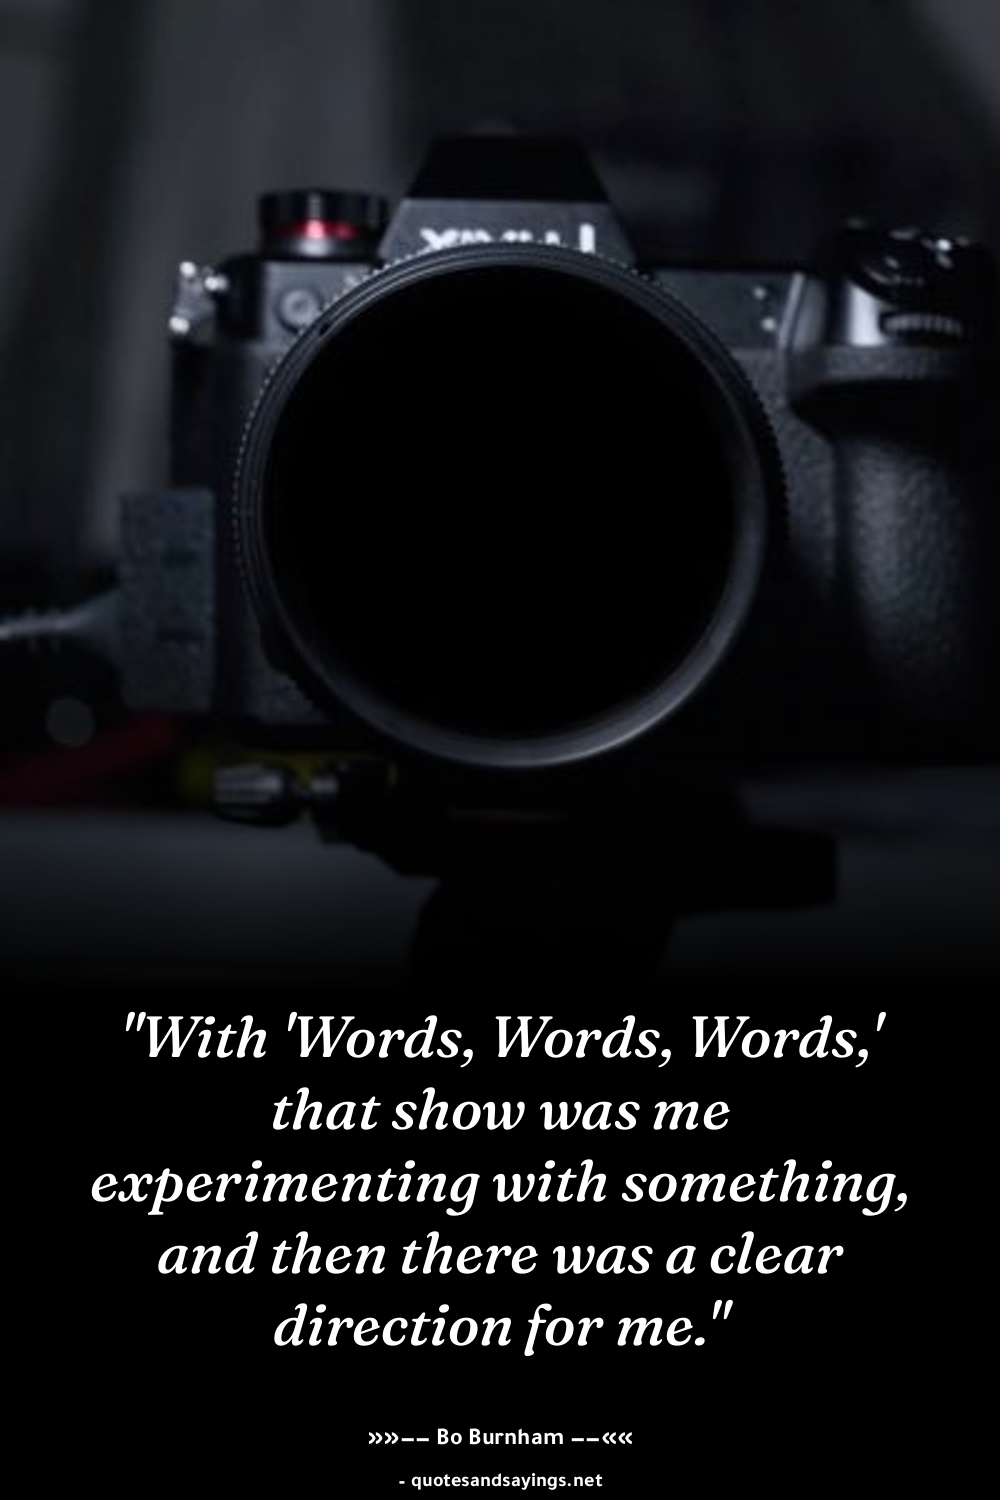 "With 'Words, Words, Words,'
that show was me
experimenting with something,
and then there was a clear
direction for me."
»»−− Bo Burnham −−««
- quotesandsayings.net